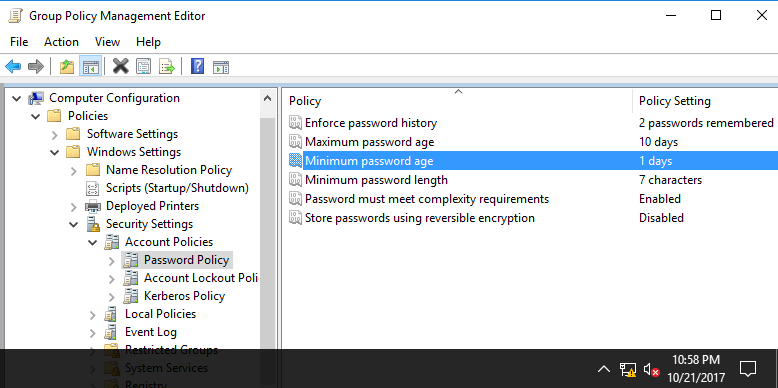 Group Policy Management Editor
File Action View Help
Computer Configuration
Policies
Software Settings
Windows Settings
Name Resolution Policy
Scripts (Startup/Shutdown)
Deployed Printers
Security Settings
Account Policies
Password Policy
Account Lockout Poli
Kerberos Policy
Local Policies
Event Log
Restricted Groups
System Services
Registry
Policy Policy Setting
Enforce password history 2 passwords remembered
Maximum password age 10 days
Minimum password age 1 days
Minimum password length 7 characters
Password must meet complexity requirements Enabled
Store passwords using reversible encryption Disabled
10:58 PM
10/21/2017